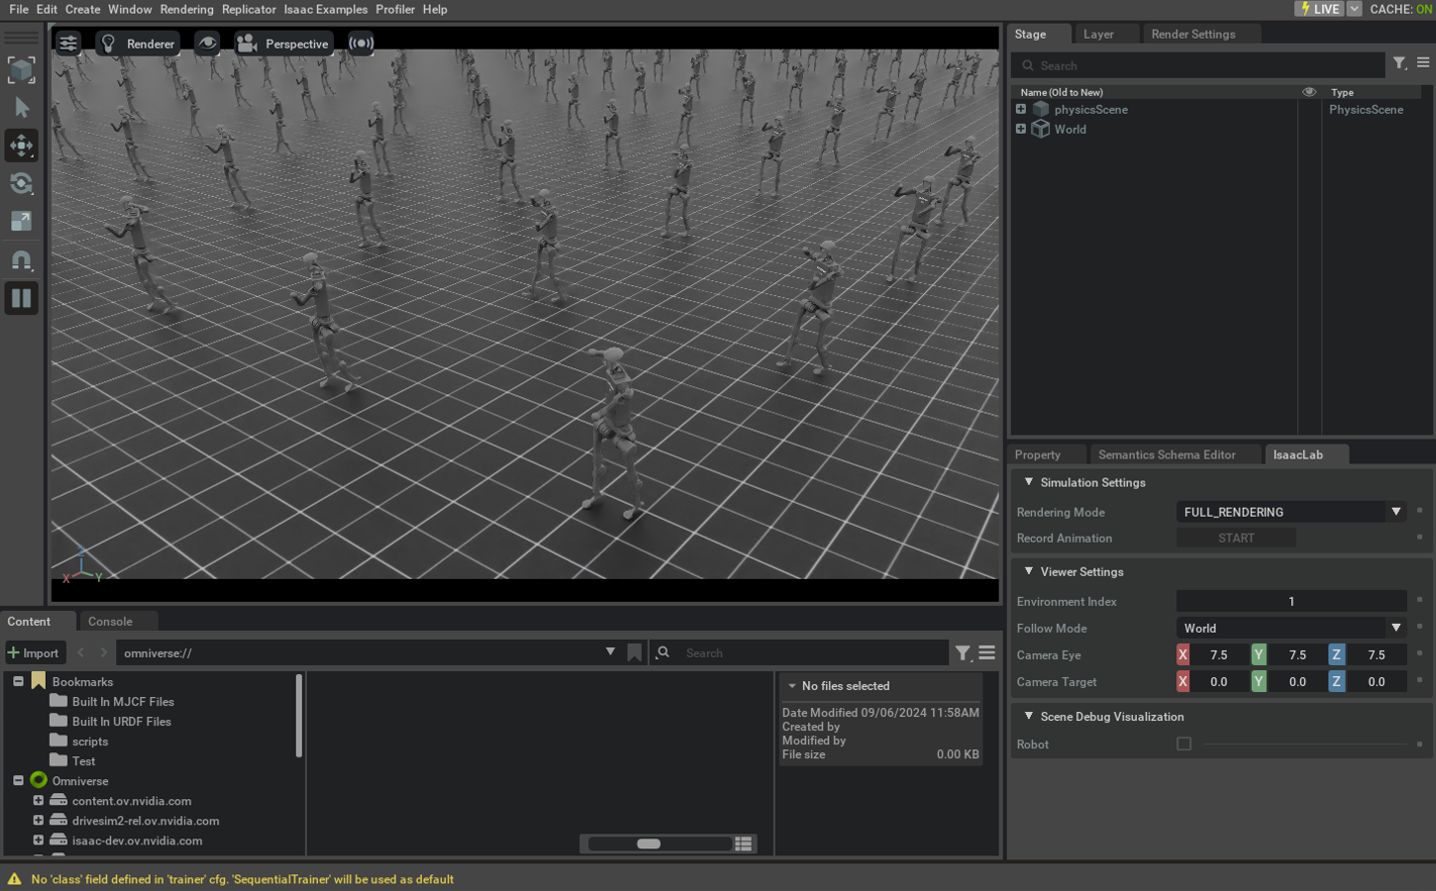 File Edit Create Window Rendering Replicator Isaac Examples Profiler Help
LIVE CACHE: ON
Renderer Perspective
Stage Layer Render Settings
Search
Name (Old to New) Type
physicsScene PhysicsScene
World
Z
X Y
Property Semantics Schema Editor IsaacLab
Simulation Settings
Rendering Mode FULL_RENDERING
Record Animation START
Viewer Settings
Environment Index 1
Follow Mode World
Camera Eye X 7.5 Y 7.5 Z 7.5
Camera Target X 0.0 Y 0.0 Z 0.0
Scene Debug Visualization
Robot
Content Console
Import omniverse:// Search
Bookmarks
Built In MJCF Files
Built In URDF Files
scripts
Test
Omniverse
content.ov.nvidia.com
drivesim2-rel.ov.nvidia.com
isaac-dev.ov.nvidia.com
No files selected
Date Modified 09/06/2024 11:58AM
Created by
Modified by
File size 0.00 KB
No 'class' field defined in 'trainer' cfg. 'SequentialTrainer' will be used as default